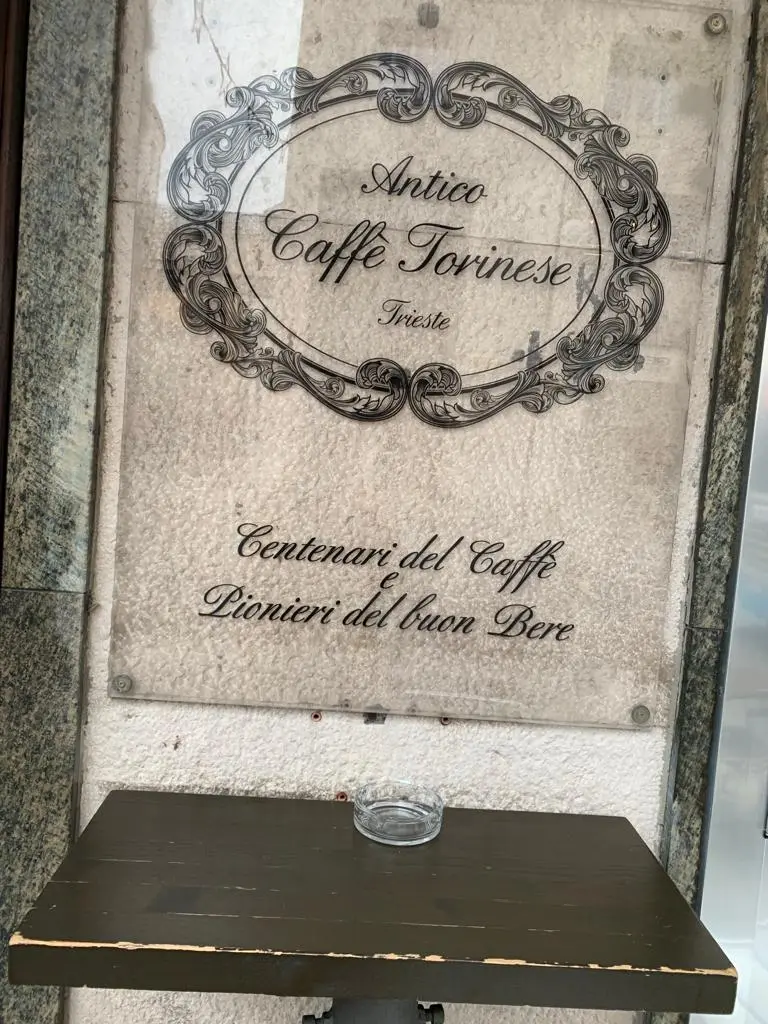 Antico
Caffè Torinese
Trieste
Centenari del Caffè
e
Pionieri del buon Bere